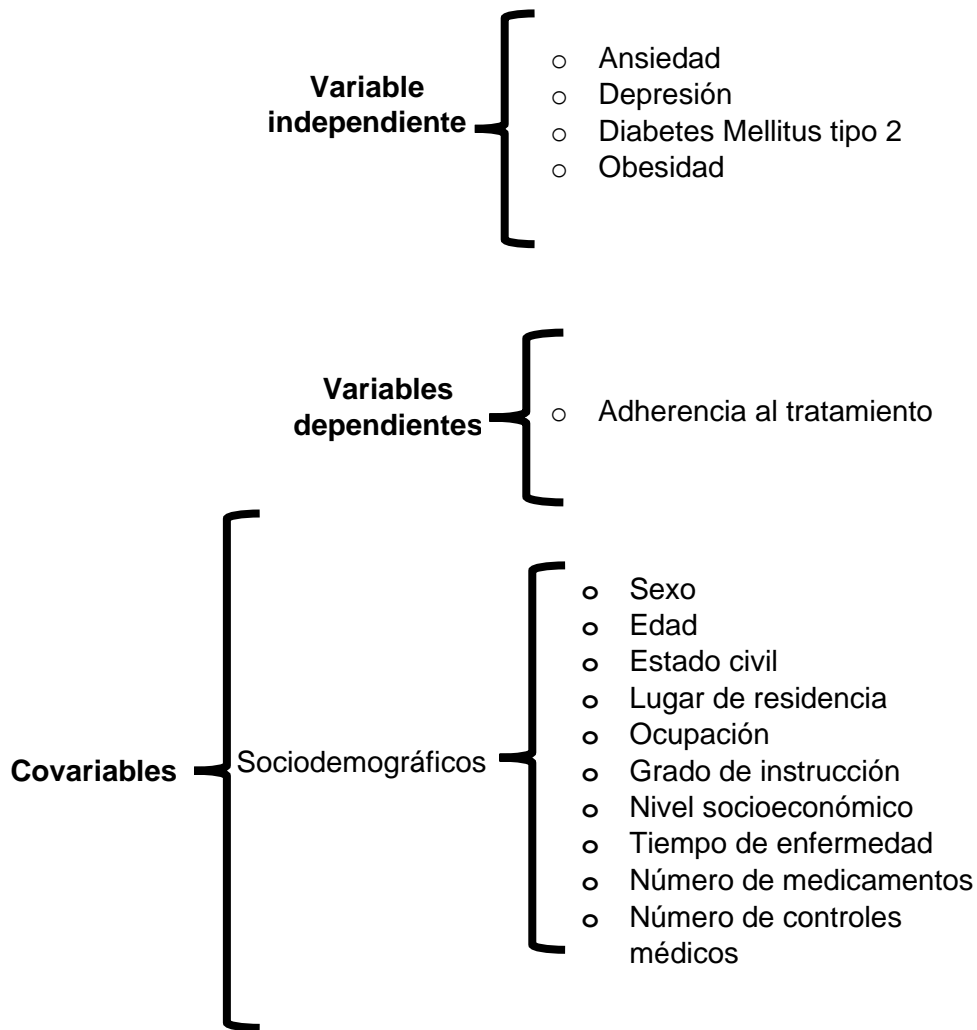 Variable
independiente
○ Ansiedad
○ Depresión
○ Diabetes Mellitus tipo 2
○ Obesidad
Variables
dependientes
○ Adherencia al tratamiento
Covariables
Sociodemográficos
o Sexo
o Edad
o Estado civil
o Lugar de residencia
o Ocupación
o Grado de instrucción
o Nivel socioeconómico
o Tiempo de enfermedad
o Número de medicamentos
o Número de controles
médicos